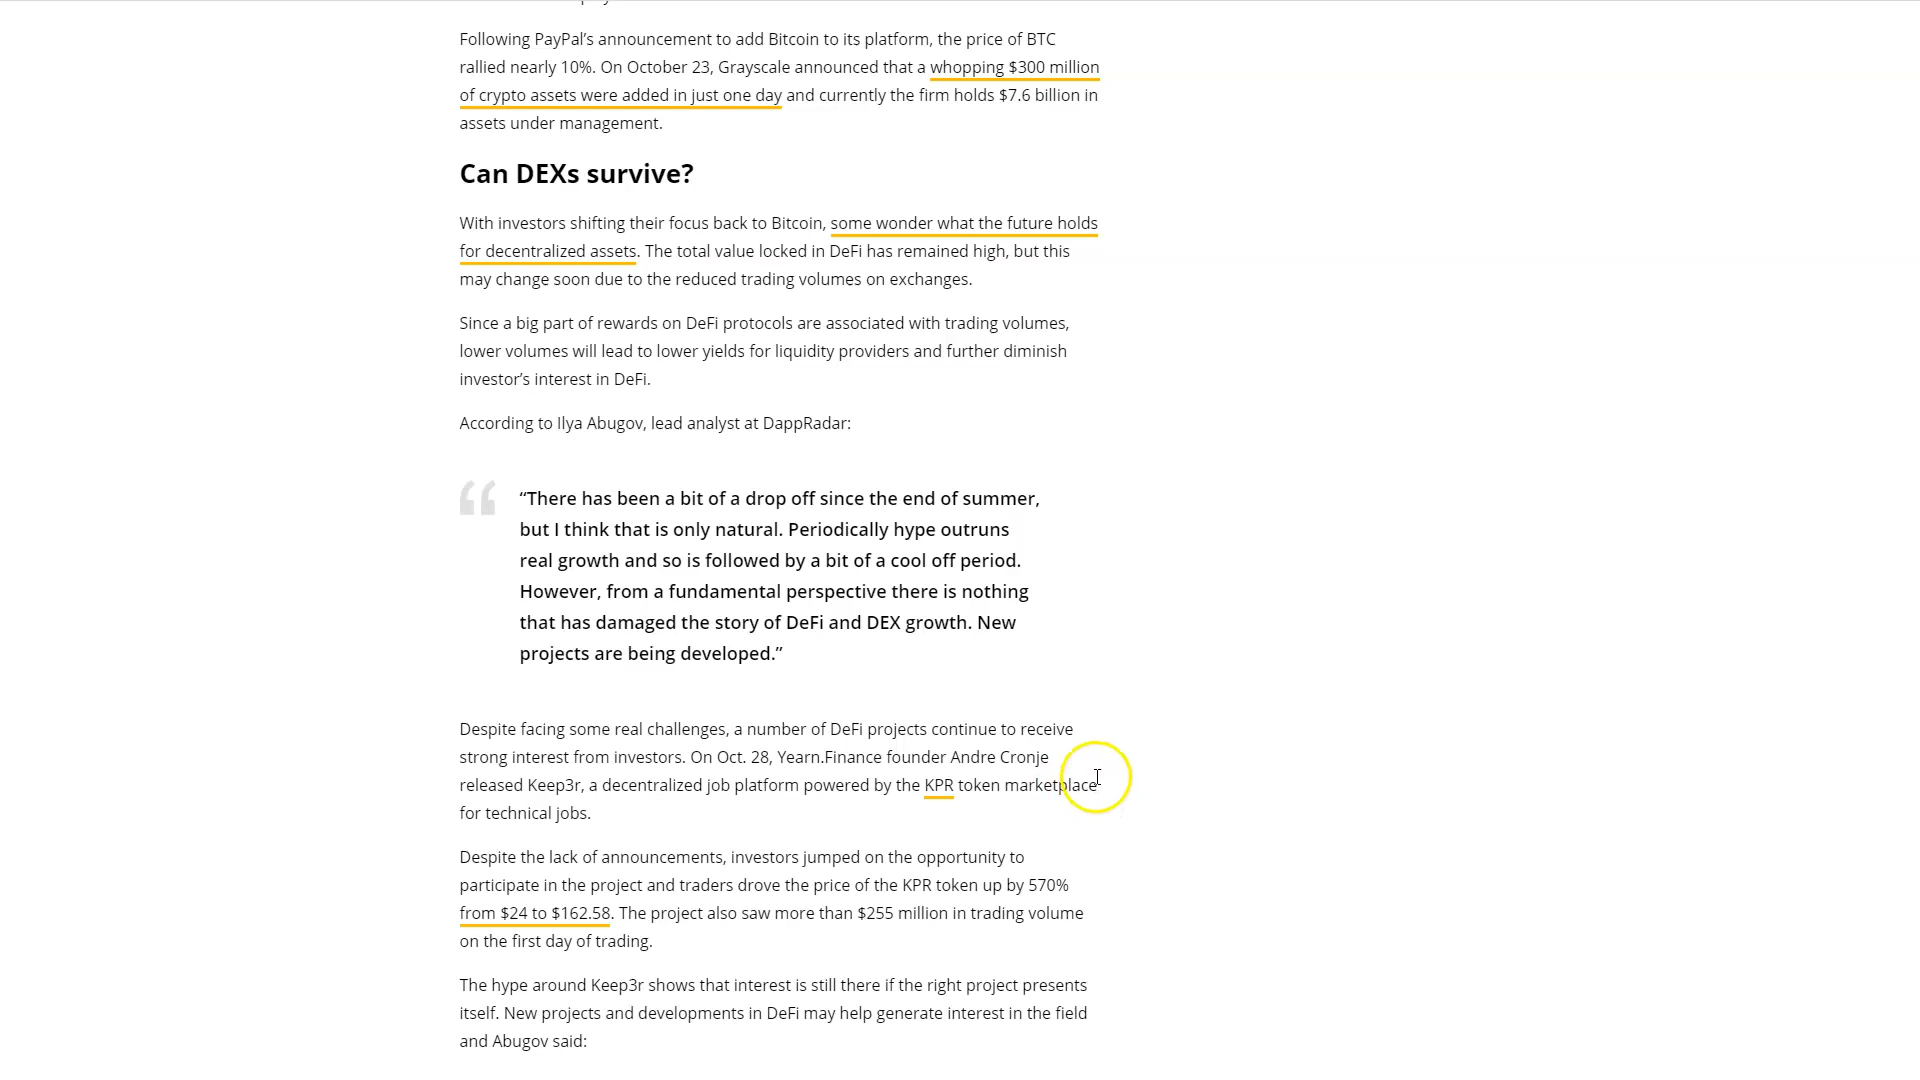 Following PayPal’s announcement to add Bitcoin to its platform, the price of BTC
rallied nearly 10%. On October 23, Grayscale announced that a whopping $300 million
of crypto assets were added in just one day and currently the firm holds $7.6 billion in
assets under management.
Can DEXs survive?
With investors shifting their focus back to Bitcoin, some wonder what the future holds
for decentralized assets. The total value locked in DeFi has remained high, but this
may change soon due to the reduced trading volumes on exchanges.
Since a big part of rewards on DeFi protocols are associated with trading volumes,
lower volumes will lead to lower yields for liquidity providers and further diminish
investor’s interest in DeFi.
According to Ilya Abugov, lead analyst at DappRadar:
“There has been a bit of a drop off since the end of summer,
but I think that is only natural. Periodically hype outruns
real growth and so is followed by a bit of a cool off period.
However, from a fundamental perspective there is nothing
that has damaged the story of DeFi and DEX growth. New
projects are being developed.”
Despite facing some real challenges, a number of DeFi projects continue to receive
strong interest from investors. On Oct. 28, Yearn.Finance founder Andre Cronje
released Keep3r, a decentralized job platform powered by the KPR token marketplace
for technical jobs.
Despite the lack of announcements, investors jumped on the opportunity to
participate in the project and traders drove the price of the KPR token up by 570%
from $24 to $162.58. The project also saw more than $255 million in trading volume
on the first day of trading.
The hype around Keep3r shows that interest is still there if the right project presents
itself. New projects and developments in DeFi may help generate interest in the field
and Abugov said: